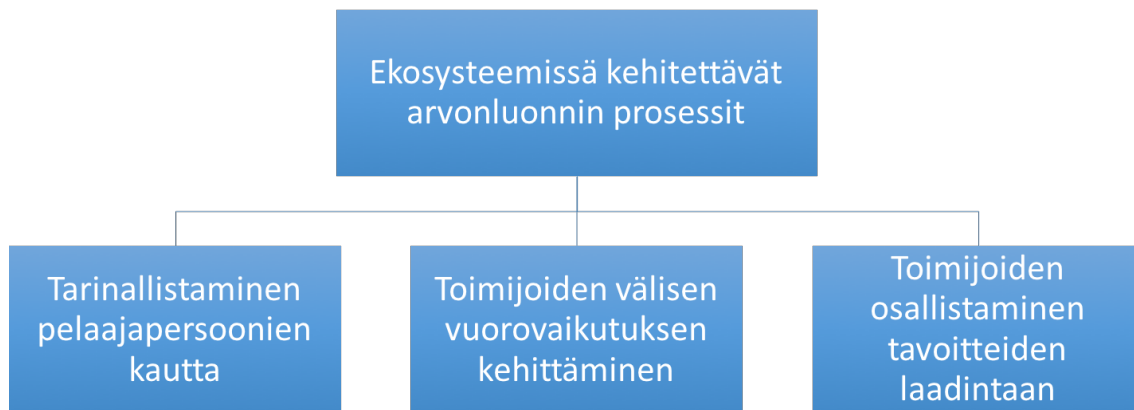 Ekosysteemissä kehitettävät
arvonluonnin prosessit
Tarinallistaminen
pelaajapersoonien
kautta
Toimijoiden välisen
vuorovaikutuksen
kehittäminen
Toimijoiden
osallistaminen
tavoitteiden
laadintaan